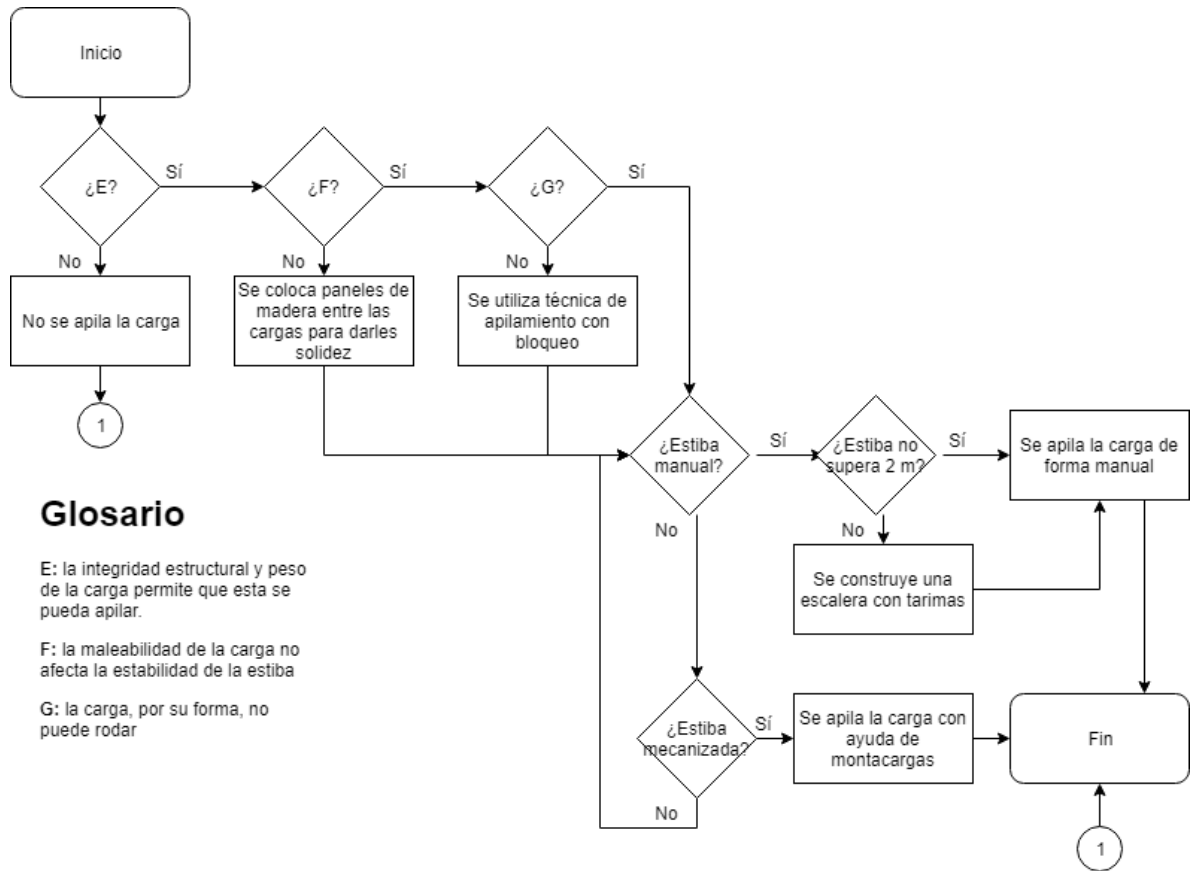 Inicio
¿E?
Sí
¿F?
Sí
¿G?
Sí
No
No
No
No se apila la carga
Se coloca paneles de
madera entre las
cargas para darles
solidez
Se utiliza técnica de
apilamiento con
bloqueo
1
¿Estiba
manual?
Sí
¿Estiba no
supera 2 m?
Sí
Se apila la carga de
forma manual
No
No
Se construye una
escalera con tarimas
Glosario
E: la integridad estructural y peso
de la carga permite que esta se
pueda apilar.
F: la maleabilidad de la carga no
afecta la estabilidad de la estiba
G: la carga, por su forma, no
puede rodar
¿Estiba
mecanizada?
Sí
Se apila la carga con
ayuda de
montacargas
Fin
No
1